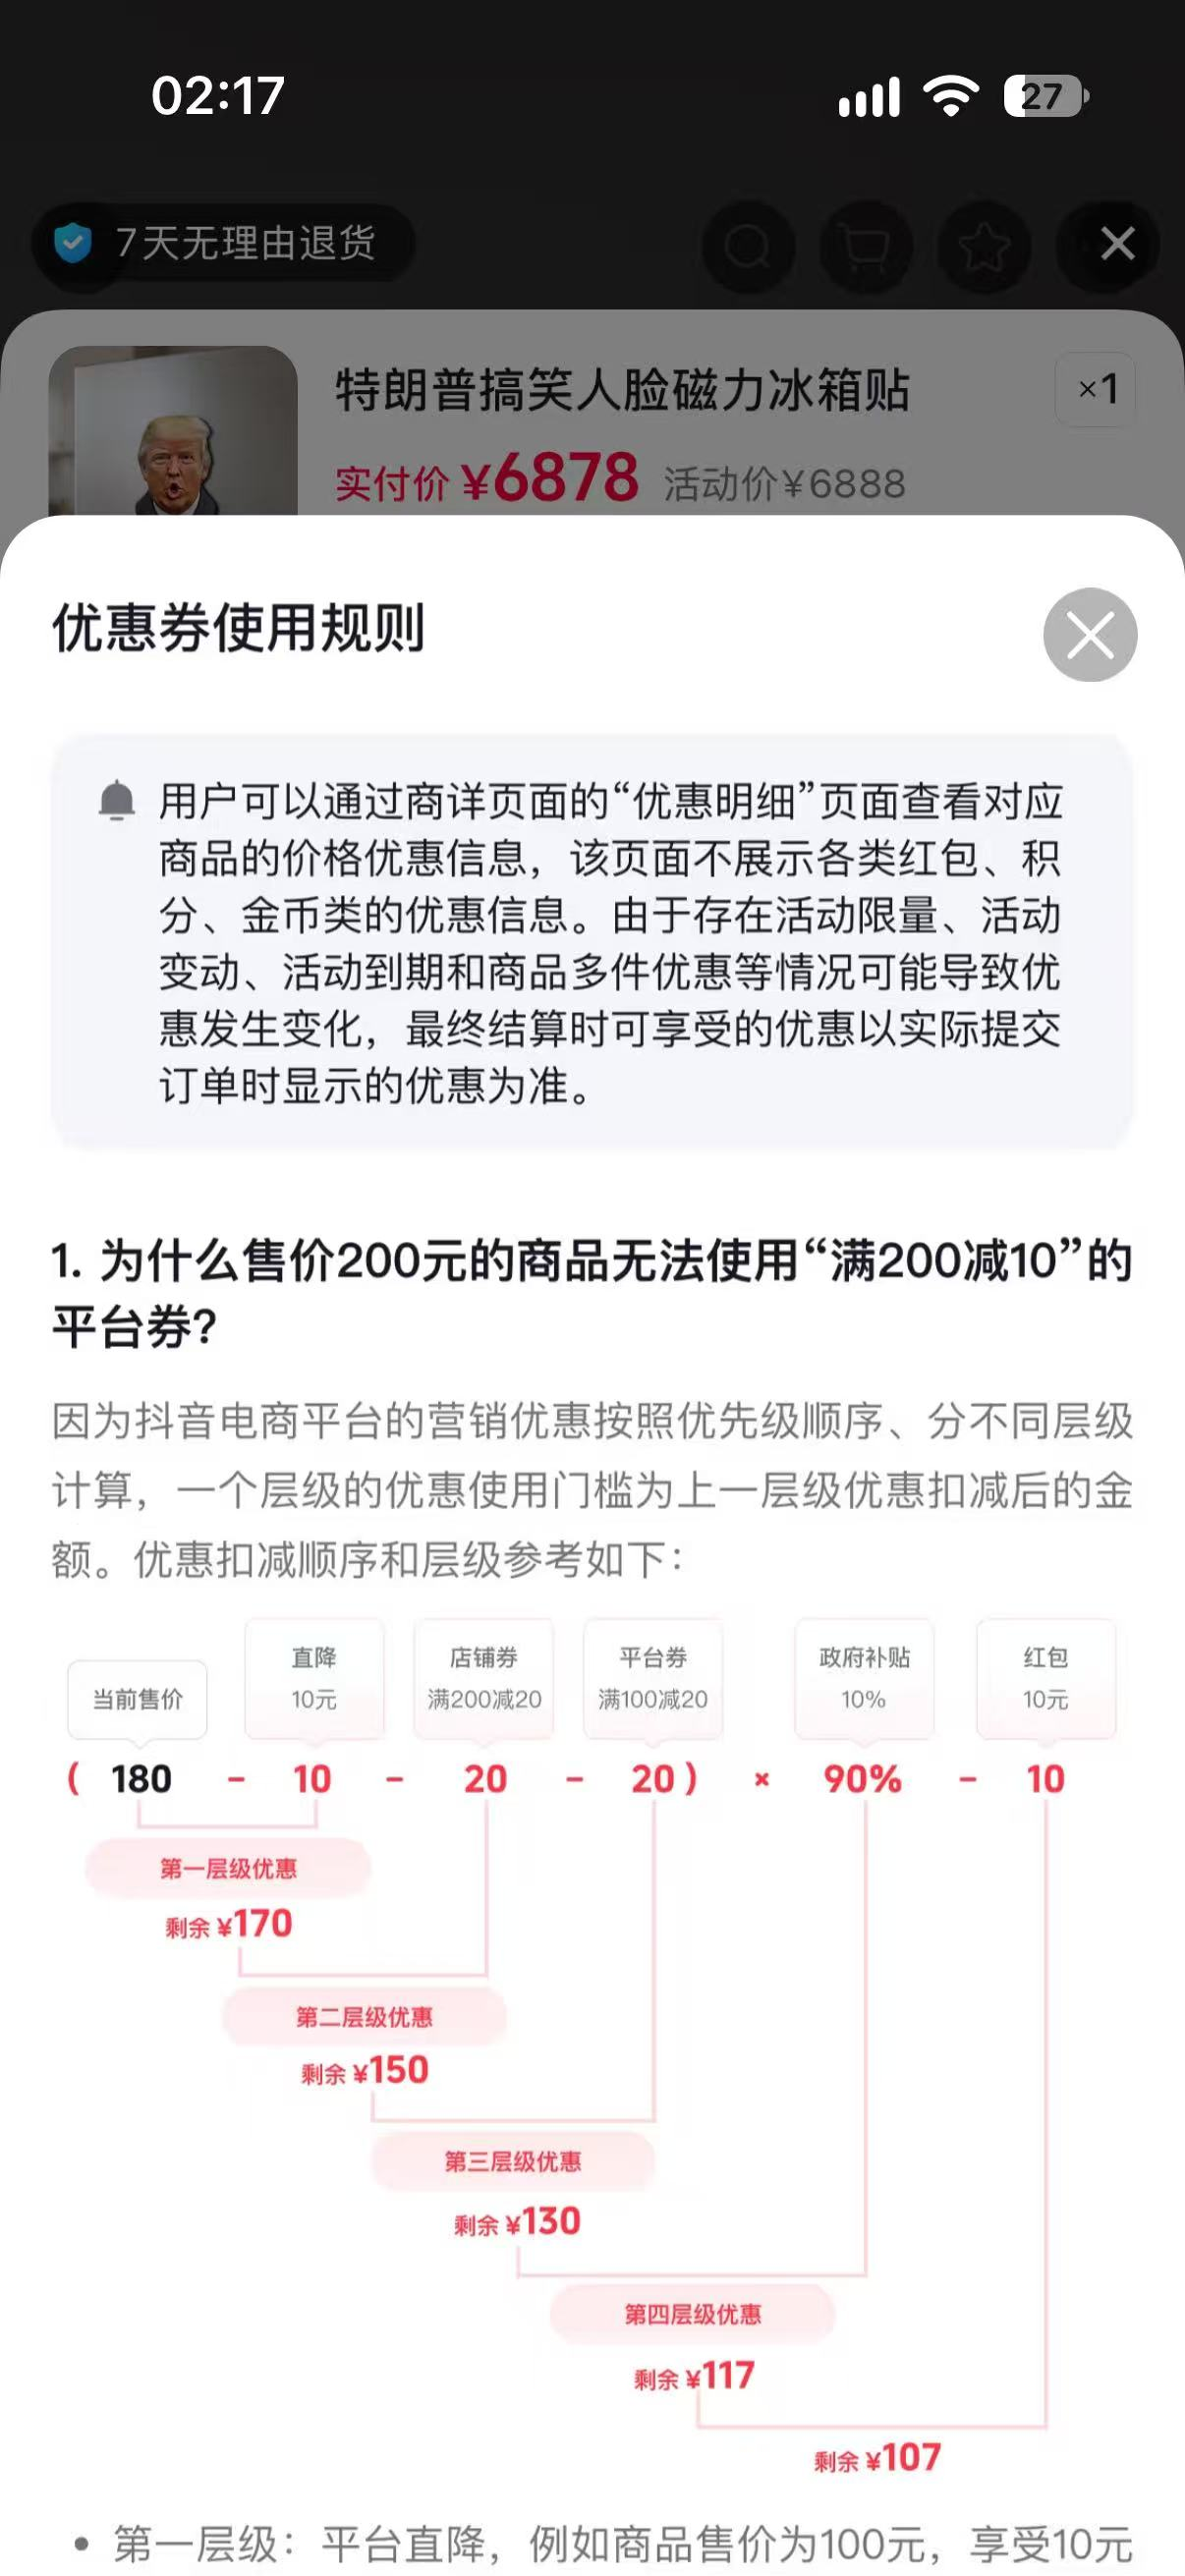 02:17
27
7天无理由退货
特朗普搞笑人脸磁力冰箱贴
×1
实付价 ¥6878 活动价¥6888
优惠券使用规则
用户可以通过商详页面的“优惠明细”页面查看对应
商品的价格优惠信息，该页面不展示各类红包、积
分、金币类的优惠信息。由于存在活动限量、活动
变动、活动到期和商品多件优惠等情况可能导致优
惠发生变化，最终结算时可享受的优惠以实际提交
订单时显示的优惠为准。
1. 为什么售价200元的商品无法使用“满200减10”的
平台券?
因为抖音电商平台的营销优惠按照优先级顺序、分不同层级
计算，一个层级的优惠使用门槛为上一层级优惠扣减后的金
额。优惠扣减顺序和层级参考如下：
直降 店铺券 平台券 政府补贴 红包
当前售价 10元 满200减20 满100减20 10% 10元
( 180 - 10 - 20 - 20 ) × 90% - 10
第一层级优惠
剩余 ¥170
第二层级优惠
剩余 ¥150
第三层级优惠
剩余 ¥130
第四层级优惠
剩余 ¥117
剩余 ¥107
• 第一层级：平台直降，例如商品售价为100元，享受10元